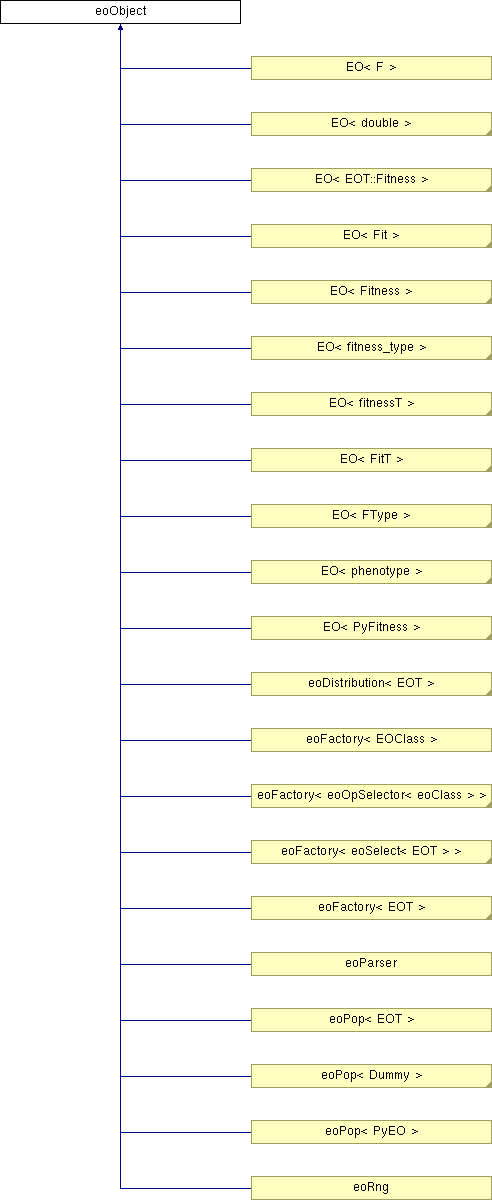 eoObject
EO< F >
EO< double >
EO< EOT::Fitness >
EO< Fit >
EO< Fitness >
EO< fitness_type >
EO< fitnessT >
EO< FitT >
EO< FType >
EO< phenotype >
EO< PyFitness >
eoDistribution< EOT >
eoFactory< EOClass >
eoFactory< eoOpSelector< eoClass > >
eoFactory< eoSelect< EOT > >
eoFactory< EOT >
eoParser
eoPop< EOT >
eoPop< Dummy >
eoPop< PyEO >
eoRng